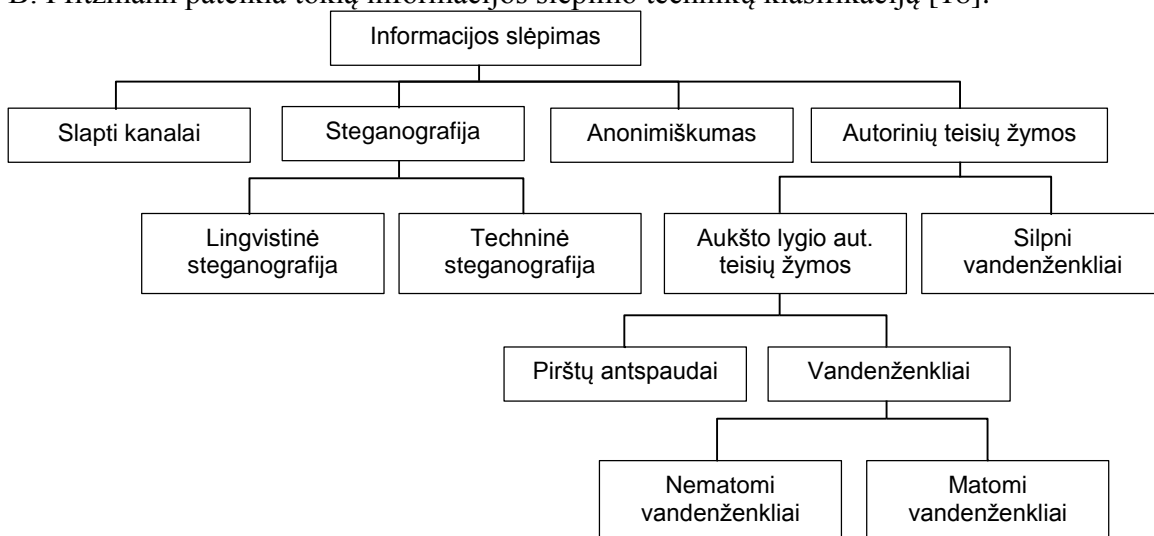 B. Pfitzmann pateikia tokią informacijos slėpimo technikų klasifikaciją
Informacijos slėpimas
Slapti kanalai
Steganografija
Anonimiškumas
Autorinių teisių žymos
Lingvistinė
steganografija
Techninė
steganografija
Aukšto lygio aut.
teisių žymos
Silpni
vandenženkliai
Pirštų antspaudai
Vandenženkliai
Nematomi
vandenženkliai
Matomi
vandenženkliai